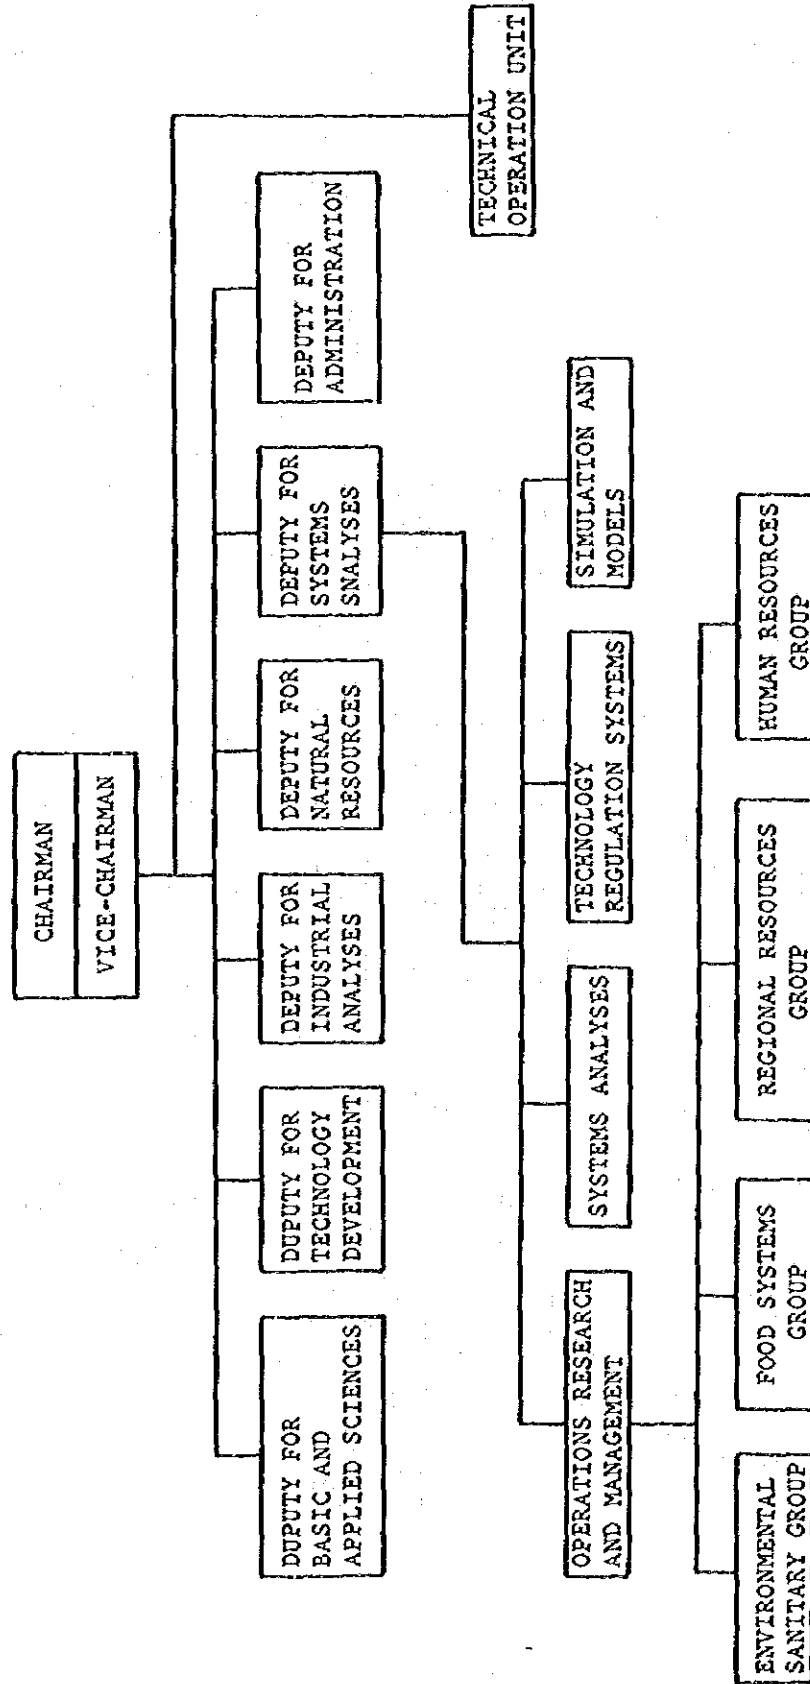 CHAIRMAN
VICE-CHAIRMAN
DUPUTY FOR
BASIC AND
APPLIED SCIENCES
DUPUTY FOR
TECHNOLOGY
DEVELOPMENT
DEPUTY FOR
INDUSTRIAL
ANALYSES
DEPUTY FOR
NATURAL
RESOURCES
DEPUTY FOR
SYSTEMS
SNALYSES
DEPUTY FOR
ADMINISTRATION
TECHNICAL
OPERATION UNIT
OPERATIONS RESEARCH
AND MANAGEMENT
SYSTEMS ANALYSES
TECHNOLOGY
REGULATION SYSTEMS
SIMULATION AND
MODELS
ENVIRONMENTAL
SANITARY GROUP
FOOD SYSTEMS
GROUP
REGIONAL RESOURCES
GROUP
HUMAN RESOURCES
GROUP